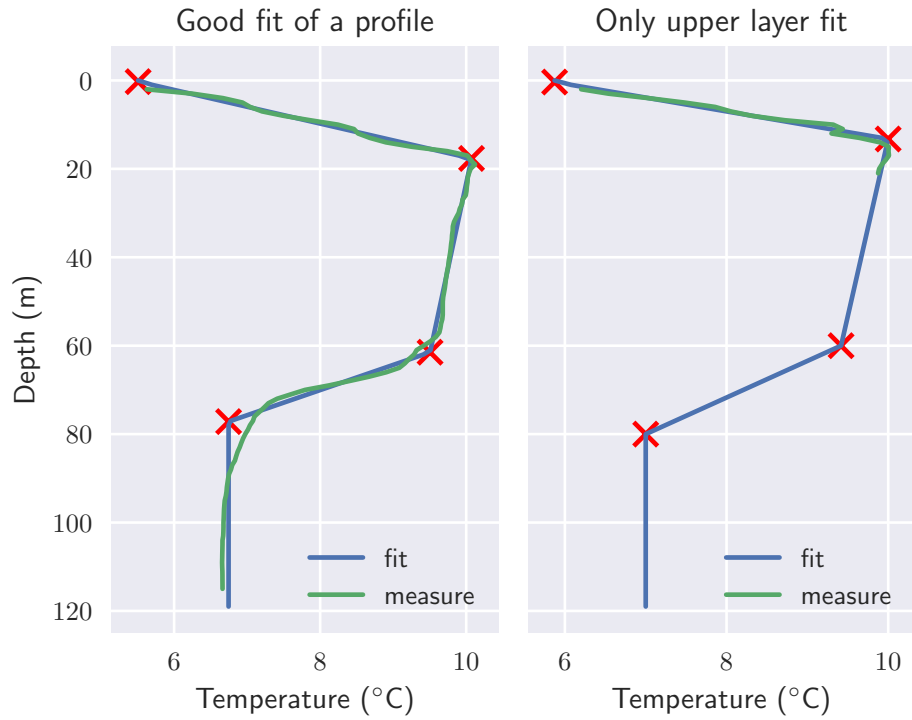 Good fit of a profile
Only upper layer fit
0
20
40
60
80
100
120
Depth (m)
fit
measure
fit
measure
6
8
10
6
8
10
Temperature (°C)
Temperature (°C)